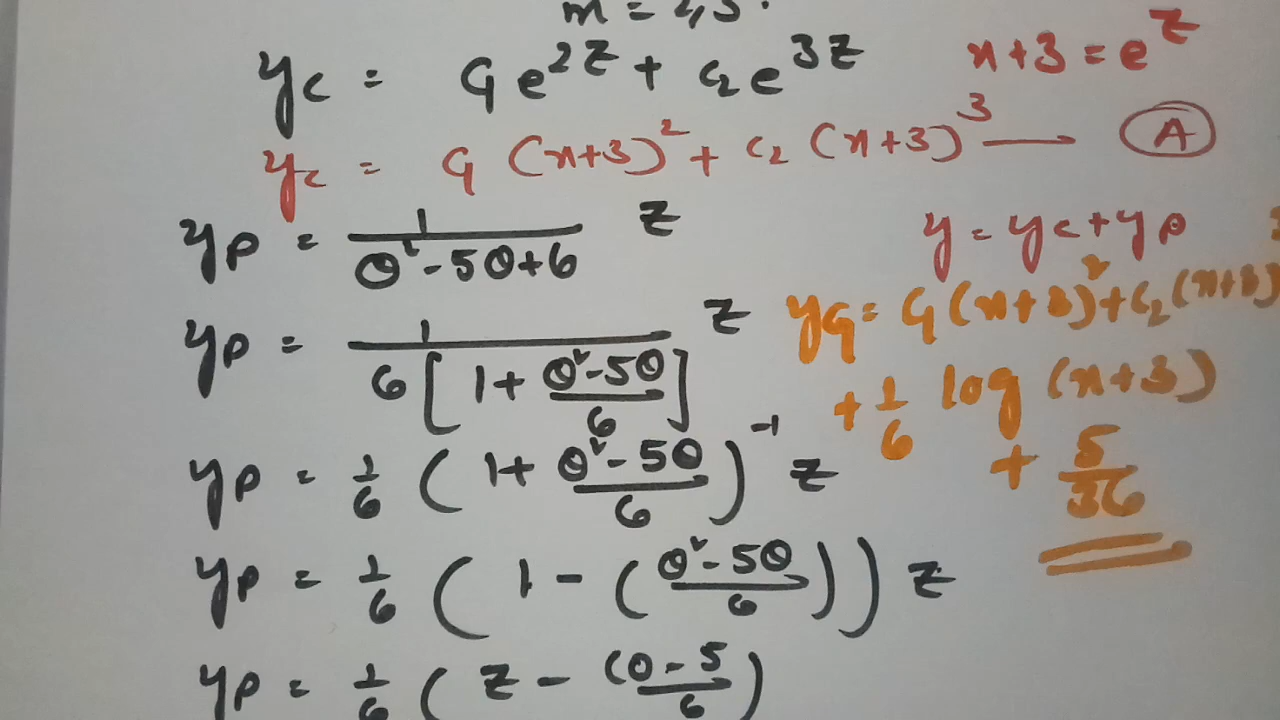 m = 2,3.
yc = C1 e^2z + C2 e^3z
x+3 = e^z
yc = C1 (x+3)^2 + C2 (x+3)^3 — (A)
yp = 1/(θ^2-5θ+6) z
y = yc+yp
yp = 1/(6[1+(θ^2-5θ)/6]) z
yG = C1(x+3)^2+C2(x+3)
+ 1/6 log (x+3)
+ 5/36
yp = 1/6 (1+(θ^2-5θ)/6)^-1 z
yp = 1/6 (1-((θ^2-5θ)/6)) z
yp = 1/6 (z-(0-5)/6)